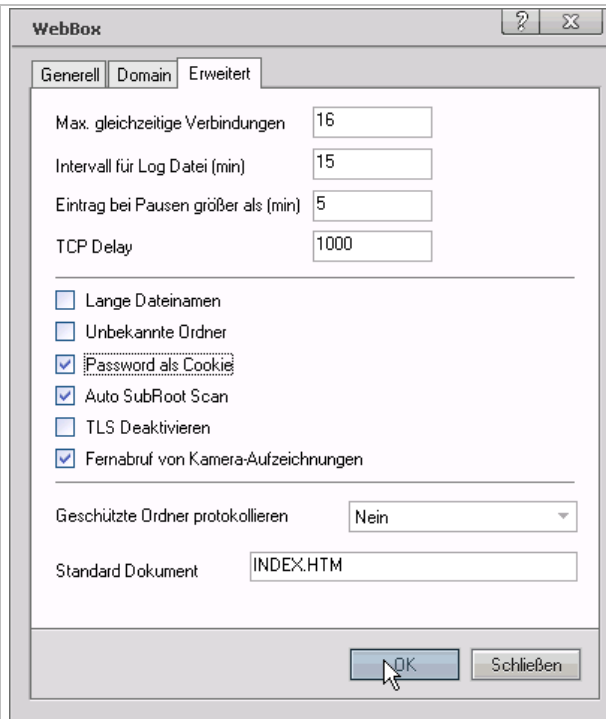 WebBox
Generell Domain Erweitert
Max. gleichzeitige Verbindungen 16
Intervall für Log Datei (min) 15
Eintrag bei Pausen größer als (min) 5
TCP Delay 1000
Lange Dateinamen
Unbekannte Ordner
Password als Cookie
Auto SubRoot Scan
TLS Deaktivieren
Fernabruf von Kamera-Aufzeichnungen
Geschützte Ordner protokollieren Nein
Standard Dokument INDEX.HTM
OK Schließen